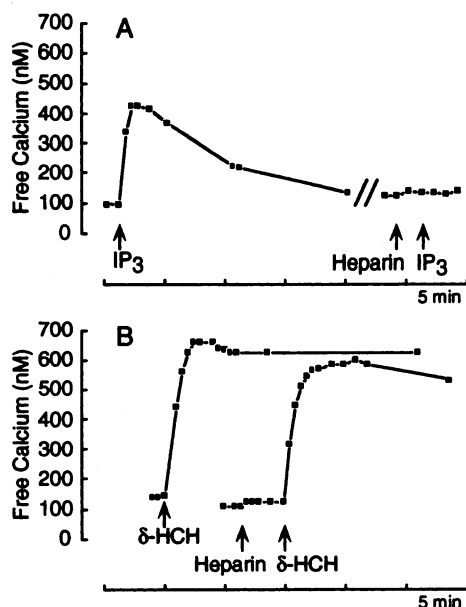 A
Free Calcium (nM)
700
600
500
400
300
200
100
0
IP3
Heparin IP3
5 min
B
Free Calcium (nM)
700
600
500
400
300
200
100
0
δ-HCH
Heparin δ-HCH
5 min